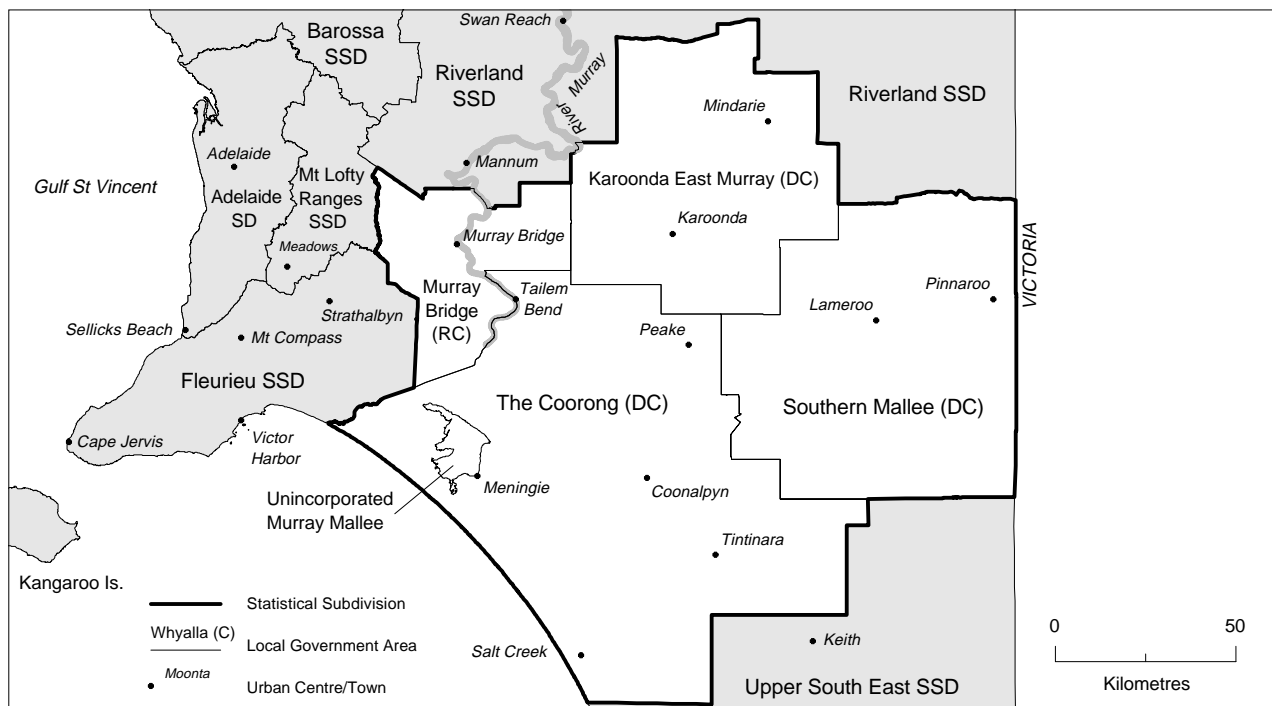 Swan Reach
Barossa
SSD
Riverland
SSD
River Murray
Riverland SSD
Mindarie
Adelaide
Mannum
Mt Lofty
Ranges
SSD
Gulf St Vincent
Adelaide
SD
Karoonda East Murray (DC)
Karoonda
Meadows
Murray Bridge
VICTORIA
Murray
Bridge
(RC)
Tailem
Bend
Pinnaroo
Lameroo
Strathalbyn
Sellicks Beach
Mt Compass
Peake
Fleurieu SSD
The Coorong (DC)
Southern Mallee (DC)
Cape Jervis
Victor
Harbor
Meningie
Coonalpyn
Unincorporated
Murray Mallee
Tintinara
Kangaroo Is.
Statistical Subdivision
Whyalla (C)
Local Government Area
Moonta
Urban Centre/Town
Salt Creek
Keith
Upper South East SSD
0 50
Kilometres